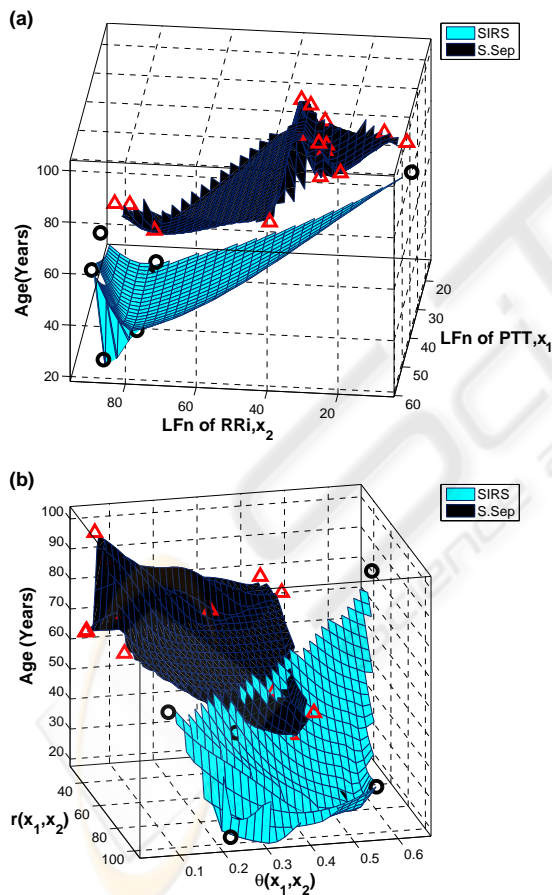 (a)
SIRS
S.Sep
100
80
60
40
20
Age(Years)
80
60
40
20
LFn of RRi,x2
20
30
40
50
60
LFn of PTT,x1
(b)
SIRS
S.Sep
100
90
80
70
60
50
40
30
20
Age (Years)
40
60
80
100
r(x1,x2)
0.1
0.2
0.3
0.4
0.5
0.6
θ(x1,x2)